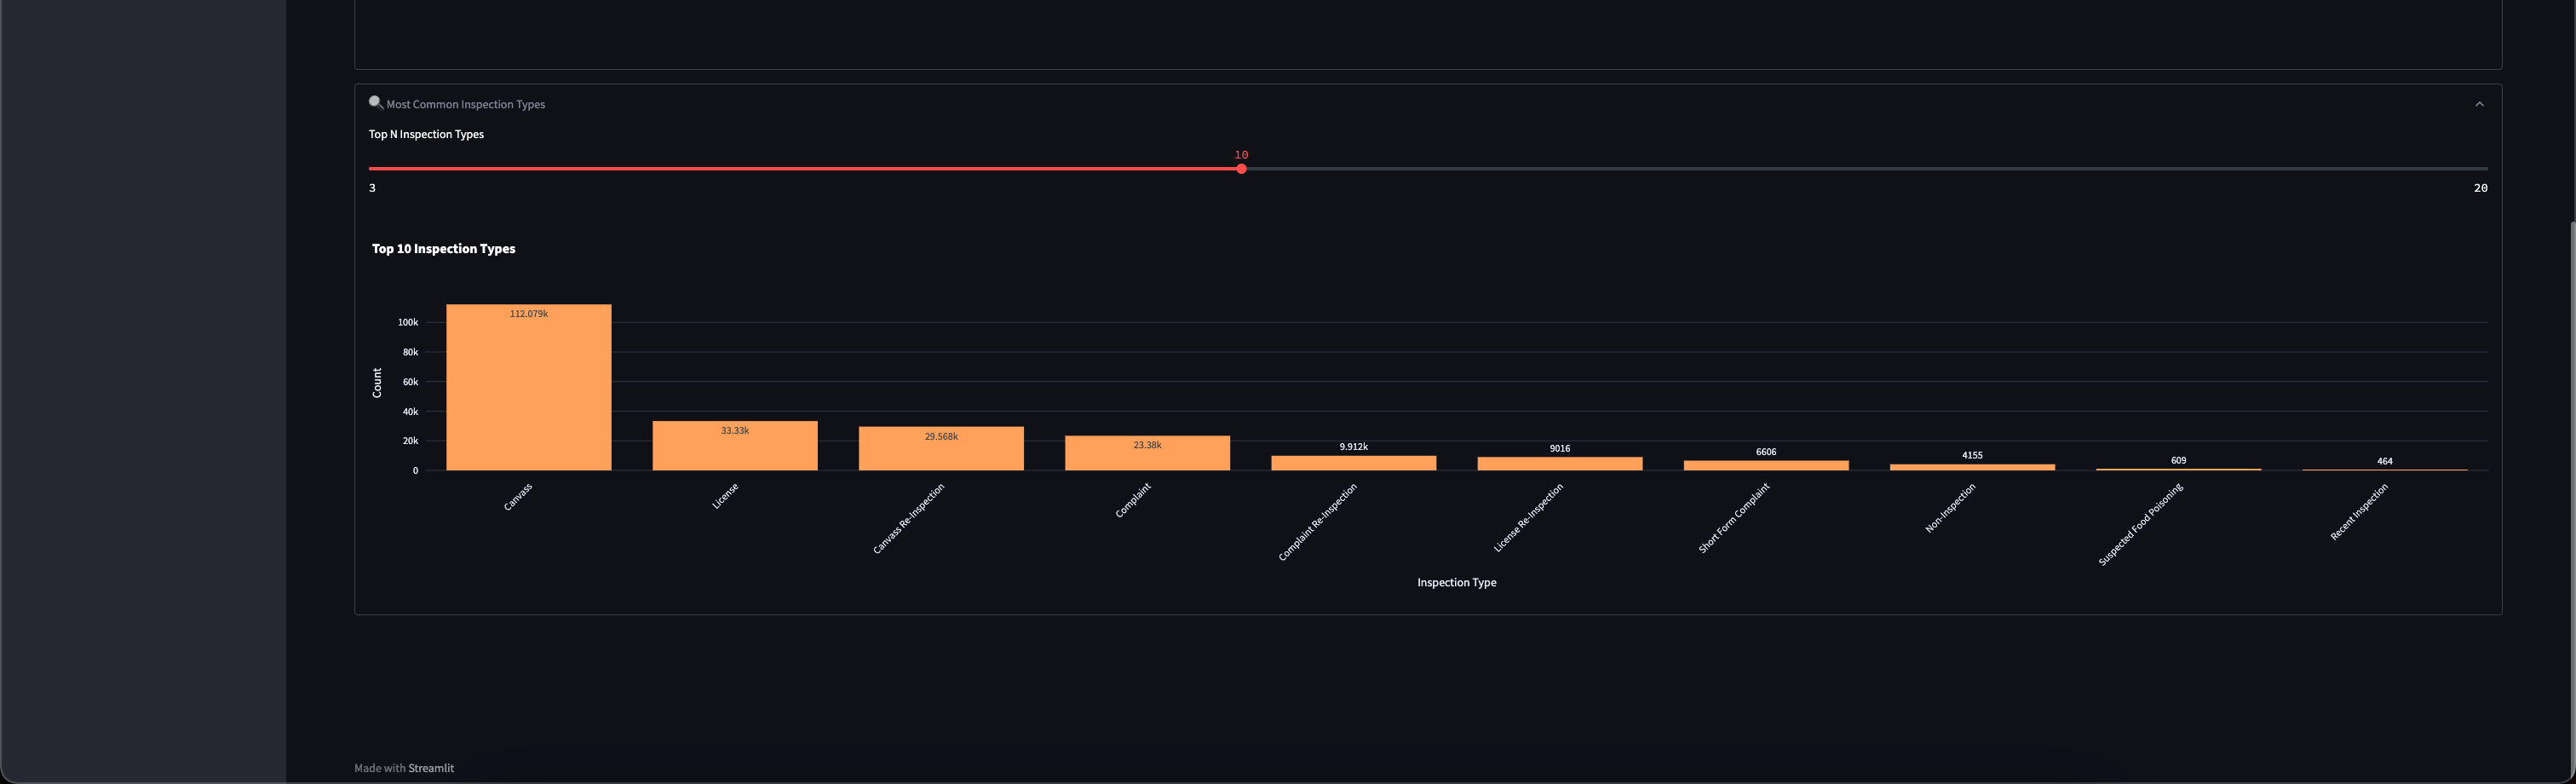 Most Common Inspection Types
Top N Inspection Types
10
3
20
Top 10 Inspection Types
112.079k
33.33k
29.568k
23.38k
9.912k
9016
6606
4155
609
464
100k
80k
60k
40k
20k
0
Count
Canvass
License
Canvass Re-Inspection
Complaint
Complaint Re-Inspection
License Re-Inspection
Short Form Complaint
Non-Inspection
Suspected Food Poisoning
Recent Inspection
Inspection Type
Made with Streamlit